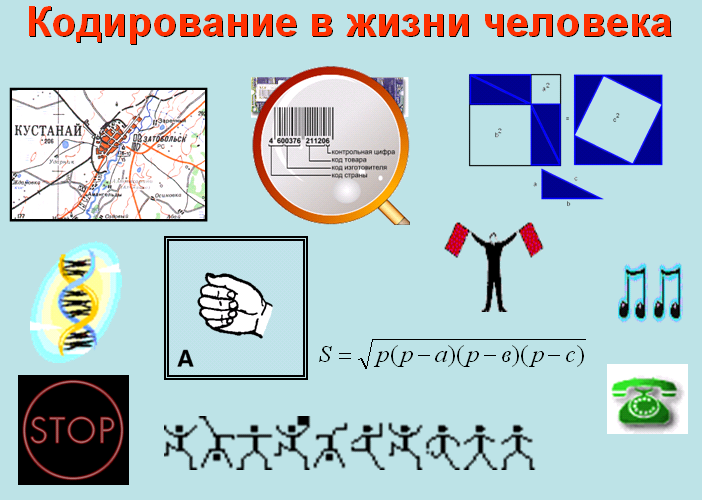 Кодирование в жизни человека
КУСТАНАЙ
206
ЗАТОБОЛЬСК
4 600376 211206
контрольная цифра
код товара
код изготовителя
код страны
a²
b²
c²
a
a
b
c
A
S = √p(p − a)(p − в)(p − c)
STOP